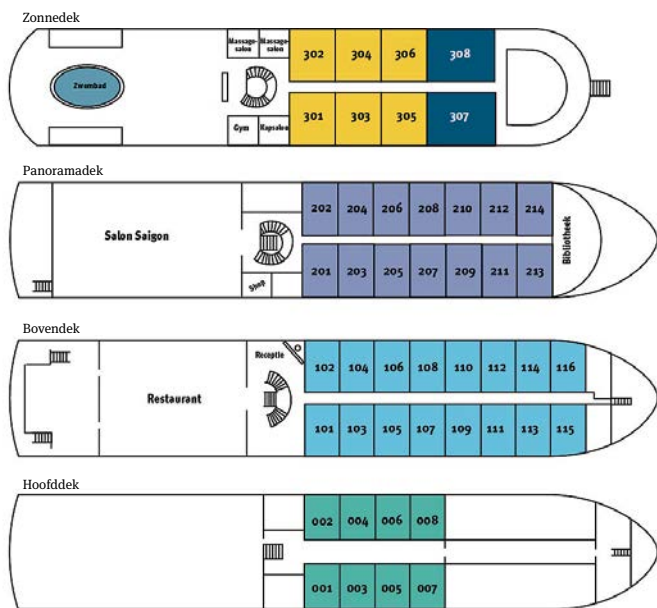 Zonnedek
Massage-
salon
Massage-
salon
302 304 306 308
Zwembad
Gym Kapsalon
301 303 305 307
Panoramadek
202 204 206 208 210 212 214
Salon Saigon
Bibliotheek
Shop
201 203 205 207 209 211 213
Bovendek
Receptie
102 104 106 108 110 112 114 116
Restaurant
101 103 105 107 109 111 113 115
Hoofddek
002 004 006 008
001 003 005 007